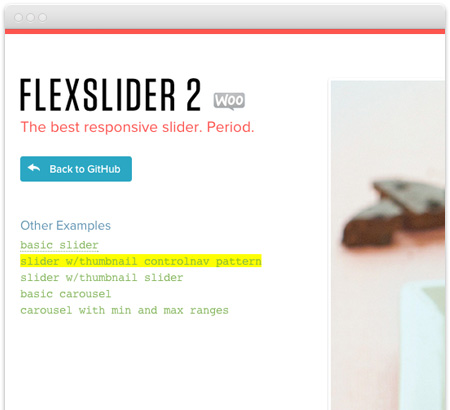 FLEXSLIDER 2 Woo
The best responsive slider. Period.
Back to GitHub
Other Examples
basic slider
slider w/thumbnail controlnav pattern
slider w/thumbnail slider
basic carousel
carousel with min and max ranges